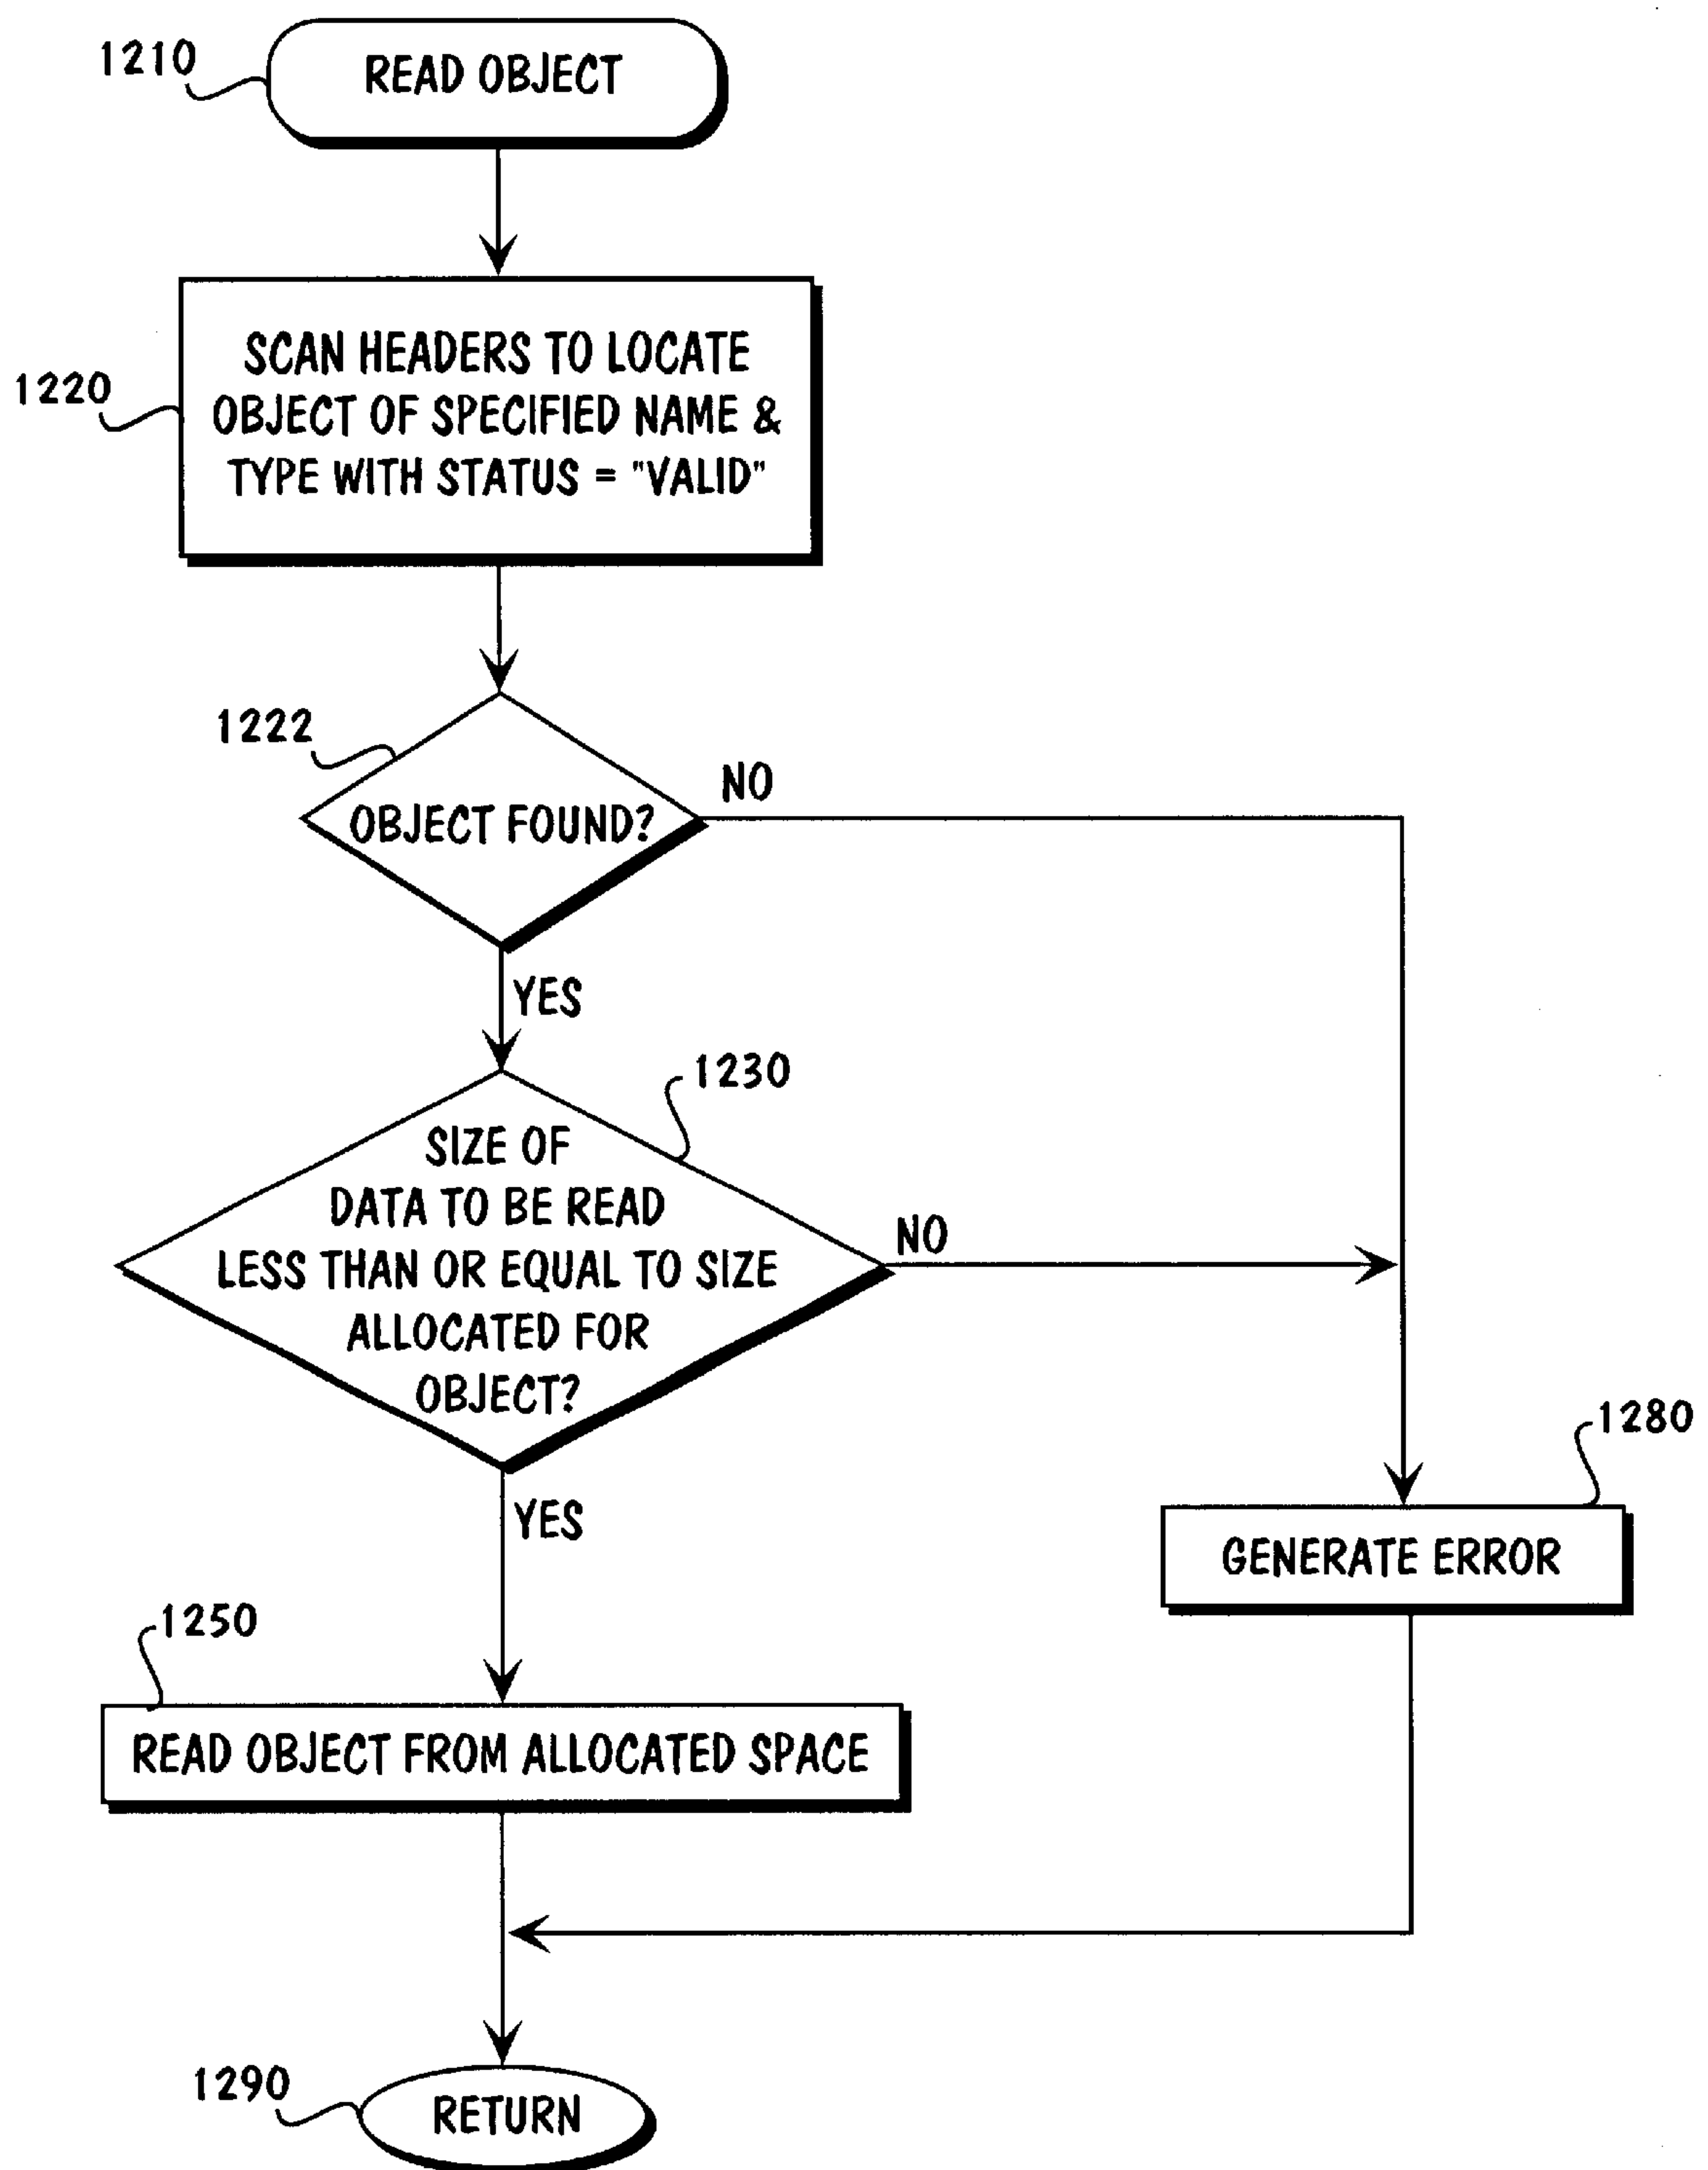 1210
READ OBJECT
1220
SCAN HEADERS TO LOCATE
OBJECT OF SPECIFIED NAME &
TYPE WITH STATUS = "VALID"
1222
OBJECT FOUND?
NO
YES
1230
SIZE OF
DATA TO BE READ
LESS THAN OR EQUAL TO SIZE
ALLOCATED FOR
OBJECT?
NO
YES
1280
GENERATE ERROR
1250
READ OBJECT FROM ALLOCATED SPACE
1290
RETURN